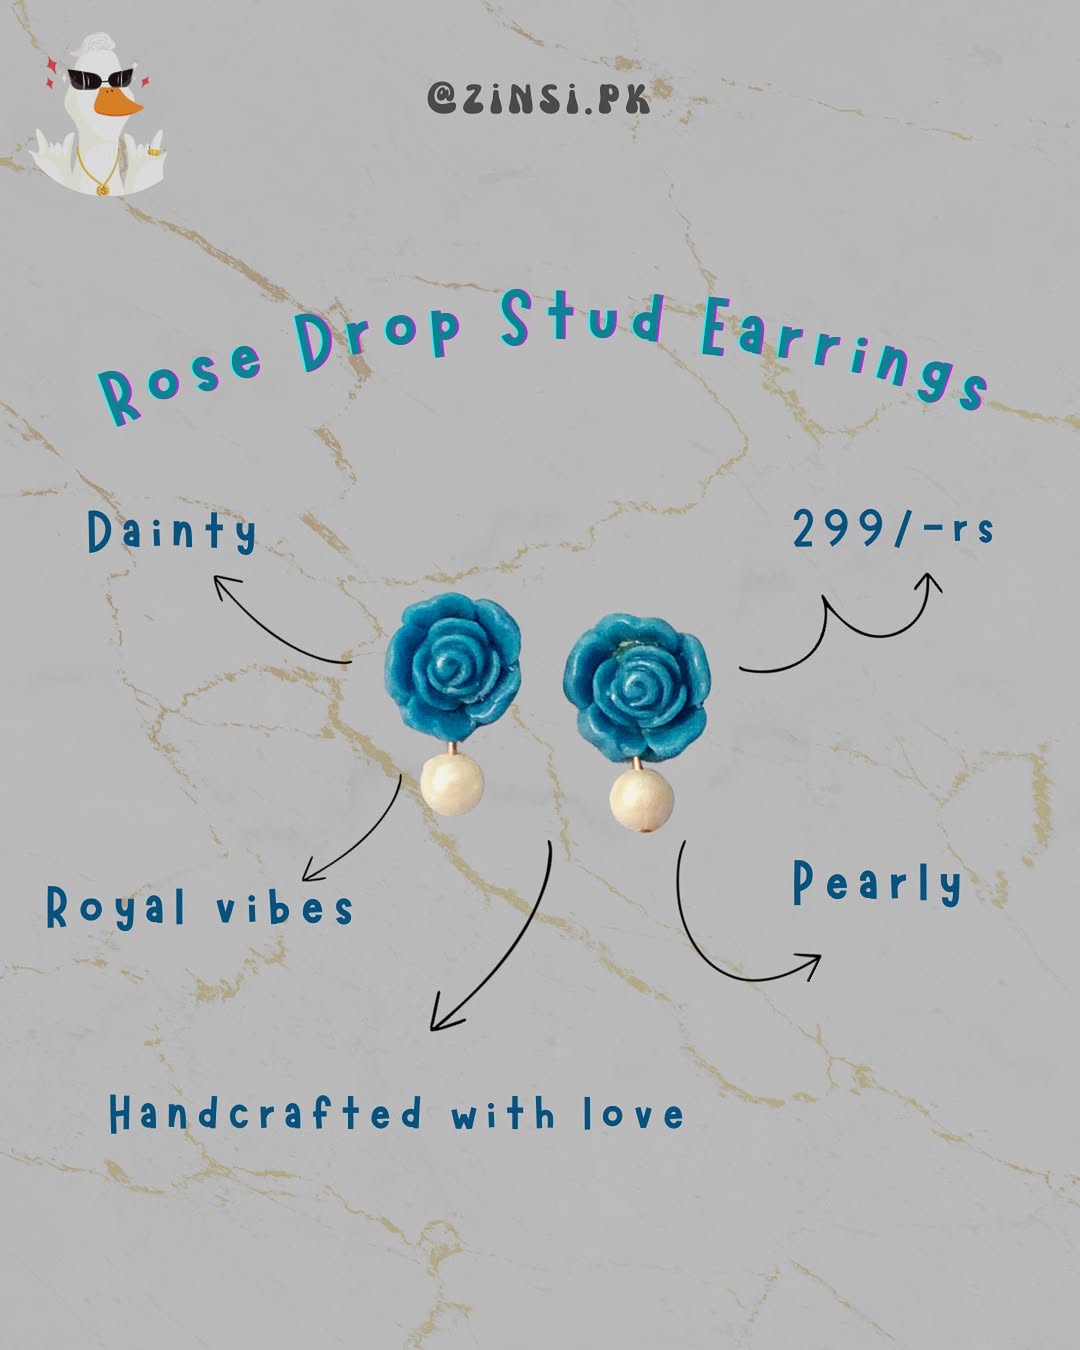 @ZiNSi.PK
Rose Drop Stud Earrings
Dainty
299/-rs
Royal vibes
Pearly
Handcrafted with love